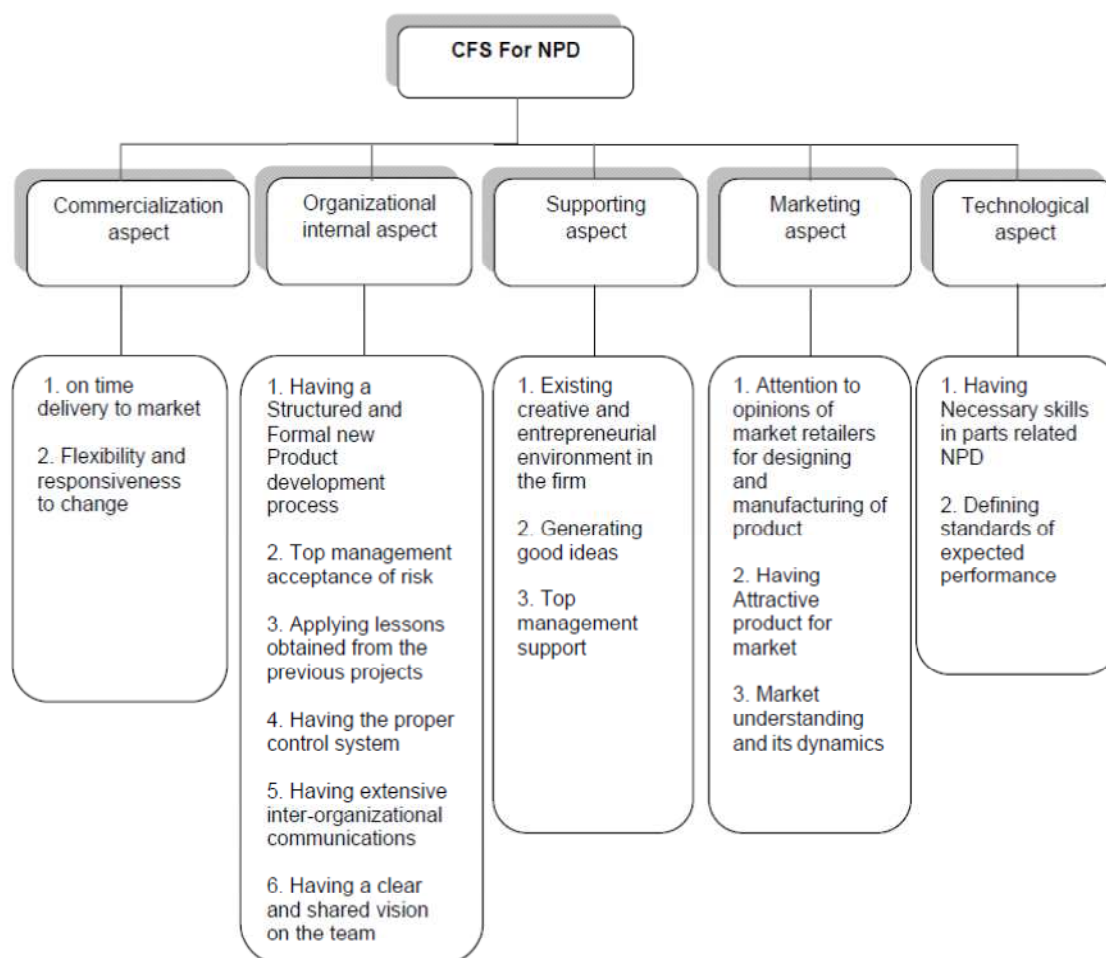 CFS For NPD
Commercialization
aspect
Organizational
internal aspect
Supporting
aspect
Marketing
aspect
Technological
aspect
1. on time
delivery to market
2. Flexibility and
responsiveness
to change
1. Having a
Structured and
Formal new
Product
development
process
2. Top management
acceptance of risk
3. Applying lessons
obtained from the
previous projects
4. Having the proper
control system
5. Having extensive
inter-organizational
communications
6. Having a clear
and shared vision
on the team
1. Existing
creative and
entrepreneurial
environment in
the firm
2. Generating
good ideas
3. Top
management
support
1. Attention to
opinions of
market retailers
for designing
and
manufacturing of
product
2. Having
Attractive
product for
market
3. Market
understanding
and its dynamics
1. Having
Necessary skills
in parts related
NPD
2. Defining
standards of
expected
performance